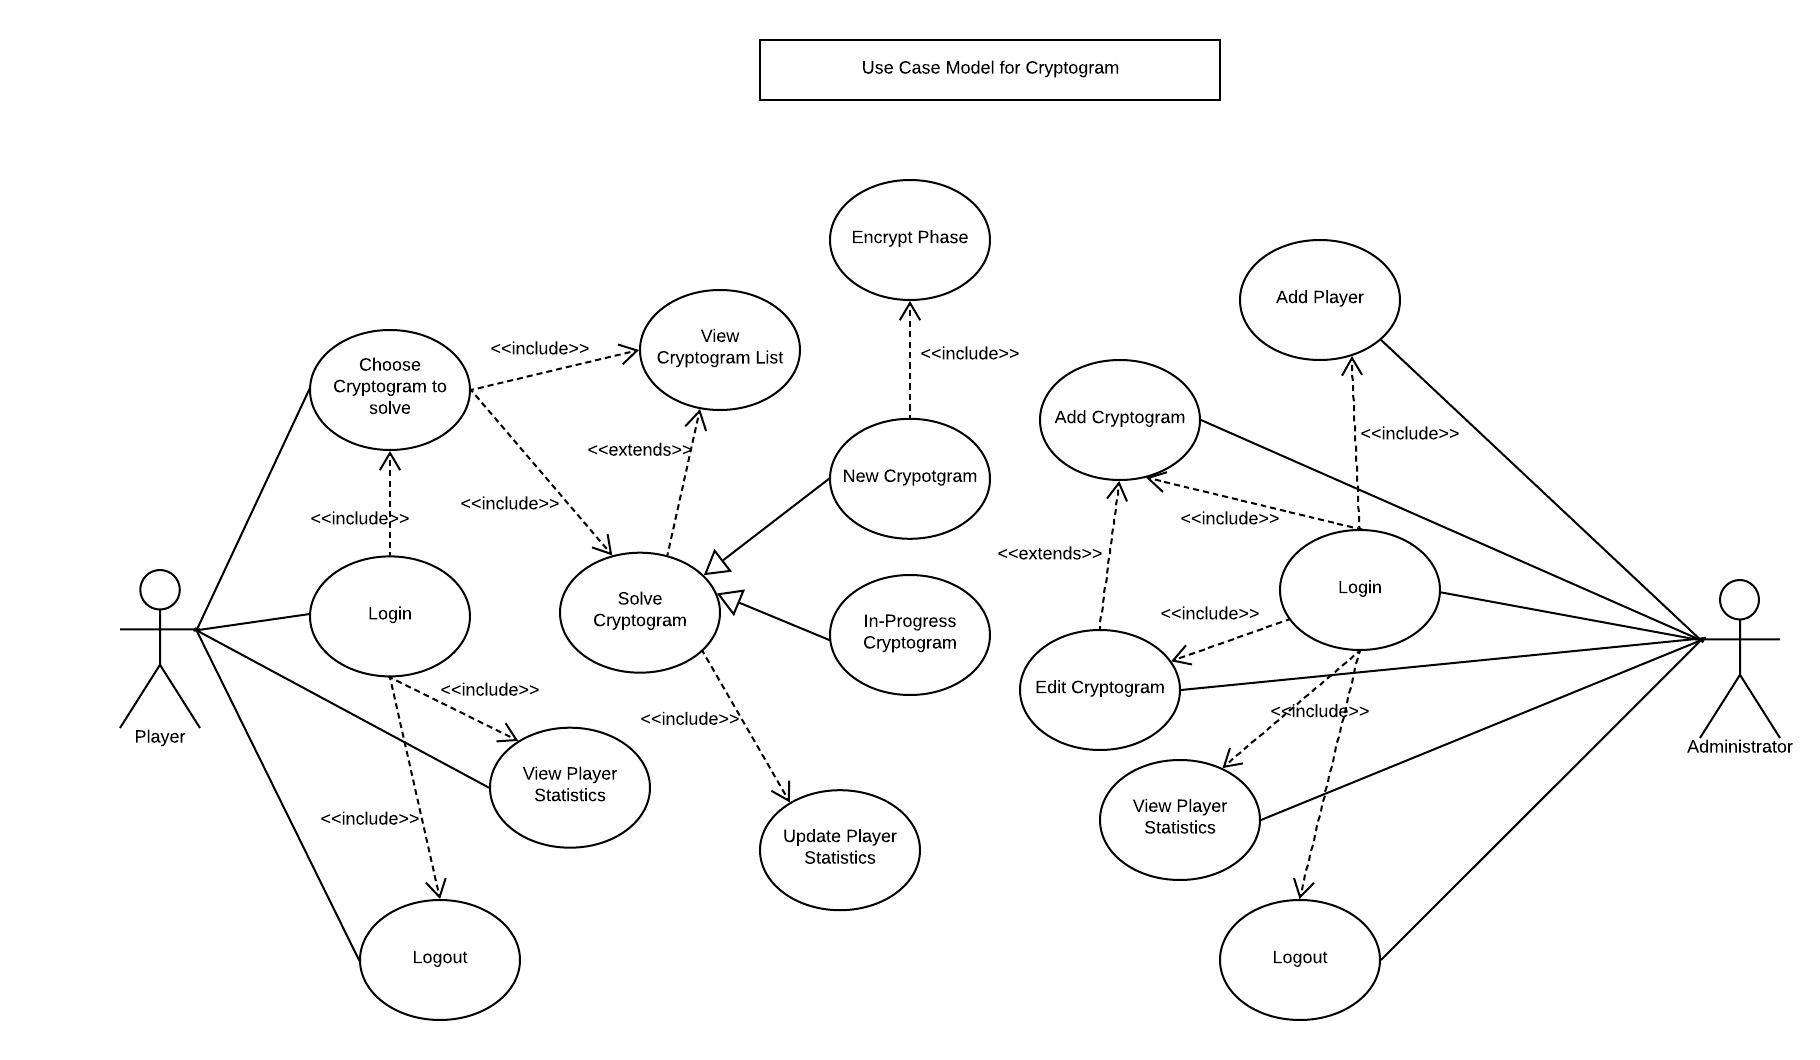 Use Case Model for Cryptogram
Encrypt Phase
Add Player
View
Cryptogram List
<<include>>
<<include>>
Choose
Cryptogram to
solve
Add Cryptogram
<<include>>
<<extends>>
New Crypotgram
<<include>>
<<include>>
<<include>>
<<extends>>
Login
Solve
Cryptogram
In-Progress
Cryptogram
<<include>>
Login
Edit Cryptogram
<<include>>
<<include>>
<<include>>
Player
Administrator
View Player
Statistics
View Player
Statistics
<<include>>
Update Player
Statistics
Logout
Logout